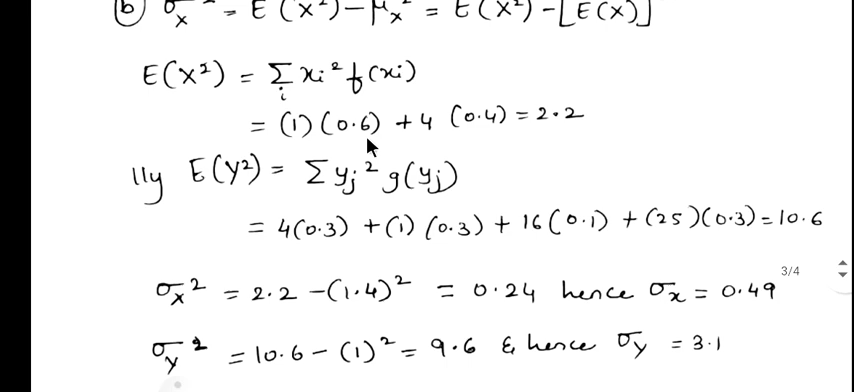 (b) σx² = E(X²) - μx² = E(X²) - [E(X)]²
E(X²) = Σi xi² f(xi)
= (1)(0.6) + 4(0.4) = 2.2
lly E(Y²) = Σ yj² g(yj)
= 4(0.3) + (1)(0.3) + 16(0.1) + (25)(0.3) = 10.6
3/4
σx² = 2.2 - (1.4)² = 0.24 hence σx = 0.49
σy² = 10.6 - (1)² = 9.6 & hence σy = 3.1